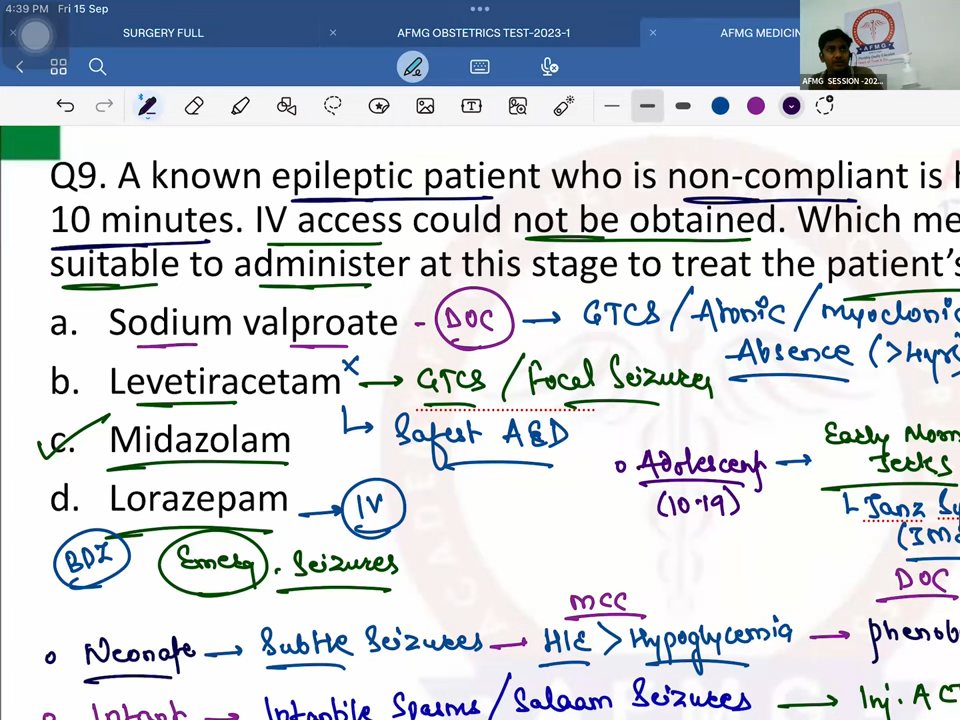 4:39 PM Fri 15 Sep
SURGERY FULL
AFMG OBSTETRICS TEST-2023-1
AFMG MEDICIN
AFMG
AFMG SESSION -202...
Q9. A known epileptic patient who is non-compliant is h
10 minutes. IV access could not be obtained. Which me
suitable to administer at this stage to treat the patient's
a. Sodium valproate - DOC → GTCS / Atonic / Myoclonic
Absence (>
b. Levetiracetam x → GTCS / Focal Seizures
↳ Safest AED
c. Midazolam
Early Morn
o Adolescent → Jerks
(10-19)
d. Lorazepam → IV
↳ Janz Sy
(JME
BDZ Emerg. Seizures
DOC
MCC
o Neonate → Subtle Seizures → HIE > Hypoglycemia → phenob
o Infant → Infantile Spasms / Salaam Seizures → Inj. ACT